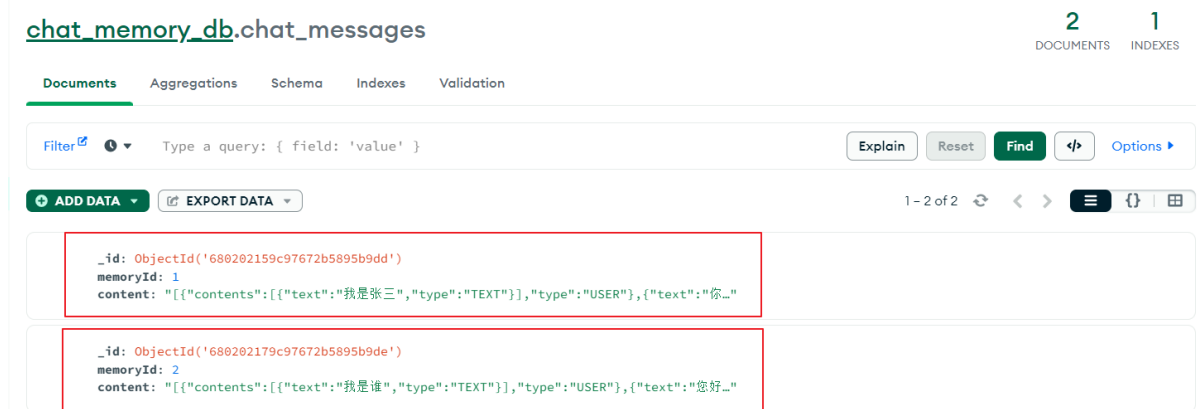 chat_memory_db.chat_messages
2
DOCUMENTS
1
INDEXES
Documents Aggregations Schema Indexes Validation
Filter Type a query: { field: 'value' } Explain Reset Find </> Options
ADD DATA EXPORT DATA 1 – 2 of 2 {}
_id: ObjectId('680202159c97672b5895b9dd')
memoryId: 1
content: "[{"contents":[{"text":"我是张三","type":"TEXT"}],"type":"USER"},{"text":"你…"
_id: ObjectId('680202179c97672b5895b9de')
memoryId: 2
content: "[{"contents":[{"text":"我是谁","type":"TEXT"}],"type":"USER"},{"text":"您好…"